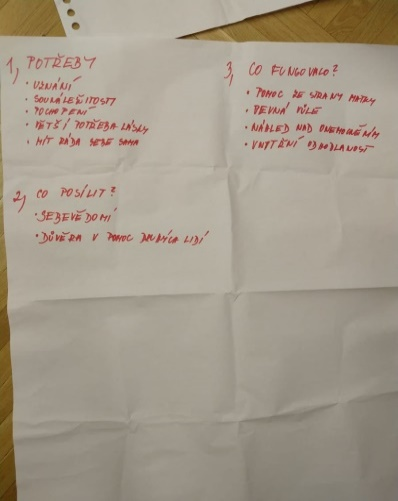 1, POTŘEBY
• UZNÁNÍ
• SOUNÁLEŽITOSTI
• POCHOPENÍ
• VĚTŠÍ POTŘEBA LÁSKY
• MÍT RÁDA SEBE SAMA
2, CO POSÍLIT?
• SEBEVĚDOMÍ
• DŮVĚRA V POMOC DRUHÝCH LIDÍ
3, CO FUNGOVALO?
• POMOC ZE STRANY MATKY
• PEVNÁ VŮLE
• NÁHLED NAD ONEMOCNĚNÍM
• VNITŘNÍ ODHODLANOST